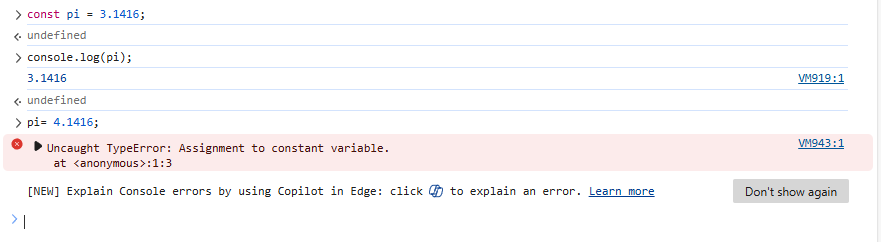 const pi = 3.1416;
undefined
console.log(pi);
3.1416 VM919:1
undefined
pi= 4.1416;
Uncaught TypeError: Assignment to constant variable. VM943:1
at <anonymous>:1:3
[NEW] Explain Console errors by using Copilot in Edge: click to explain an error. Learn more Don't show again